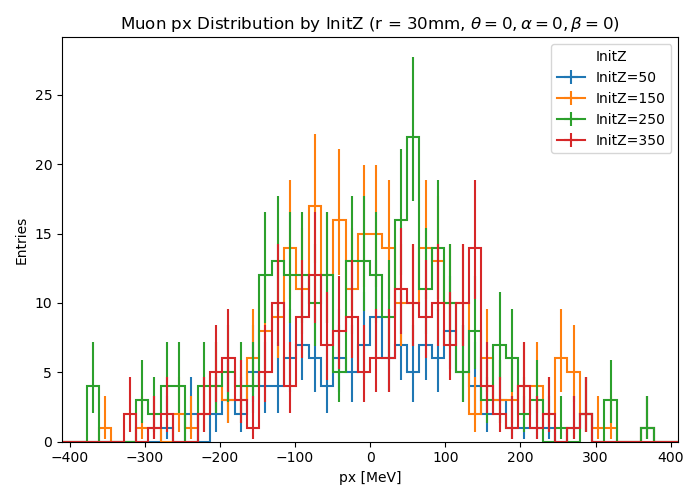 Muon px Distribution by InitZ (r = 30mm, θ = 0, α = 0, β = 0)
InitZ
InitZ=50
InitZ=150
InitZ=250
InitZ=350
Entries
25
20
15
10
5
0
−400 −300 −200 −100 0 100 200 300 400
px [MeV]